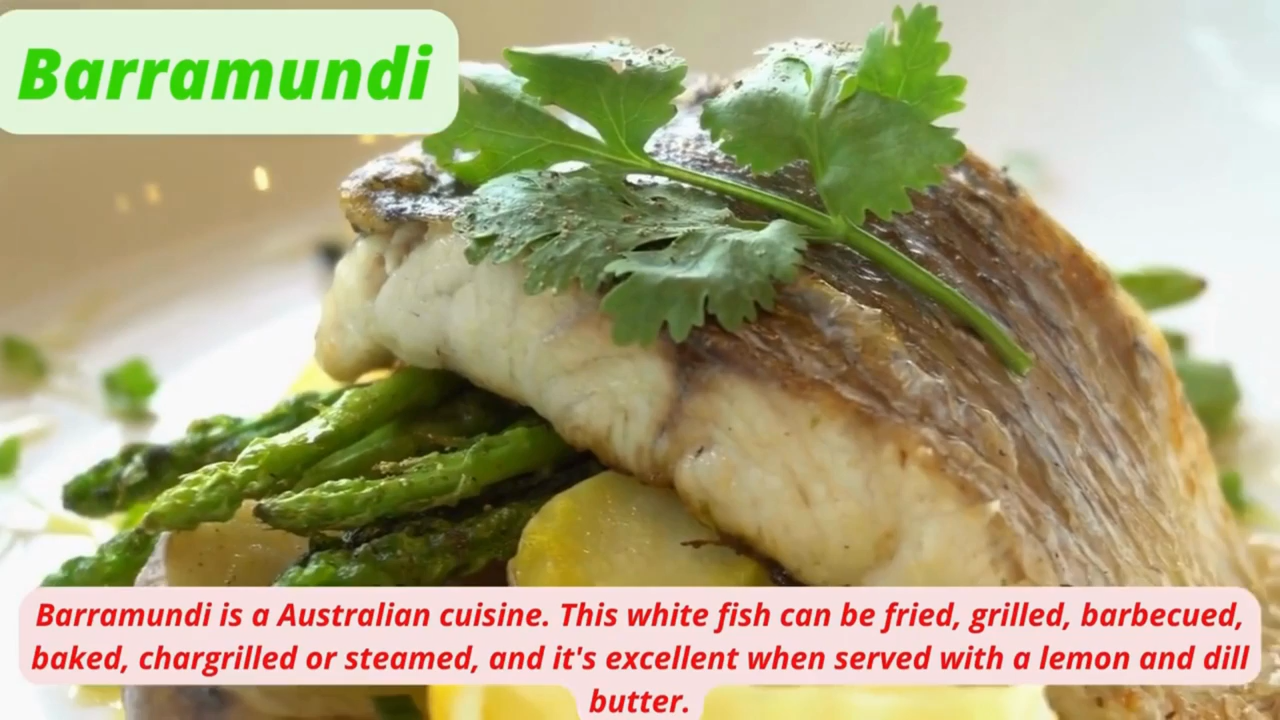 Barramundi
Barramundi is a Australian cuisine. This white fish can be fried, grilled, barbecued,
baked, chargrilled or steamed, and it's excellent when served with a lemon and dill
butter.